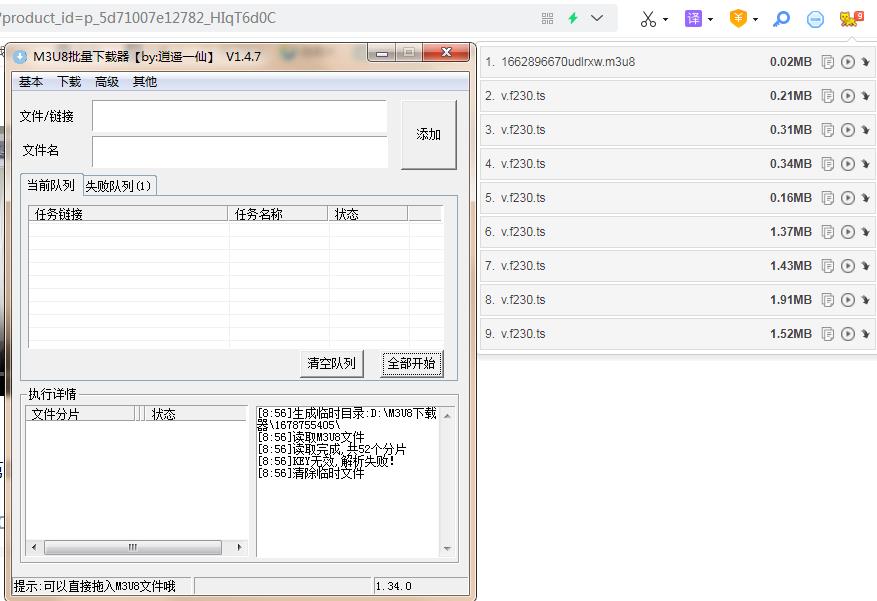 ?product_id=p_5d71007e12782_HIqT6d0C
译
9
M3U8批量下载器【by:逍遥一仙】 V1.4.7
基本 下载 高级 其他
文件/链接
添加
文件名
当前队列 失败队列(1)
任务链接 任务名称 状态
清空队列 全部开始
执行详情
文件分片 状态
[8:56]生成临时目录:D:\M3U8下载
器\1678755405\
[8:56]读取M3U8文件
[8:56]读取完成,共52个分片
[8:56]KEY无效,解析失败!
[8:56]清除临时文件
提示:可以直接拖入M3U8文件哦
1.34.0
1. 1662896670udlrxw.m3u8 0.02MB
2. v.f230.ts 0.21MB
3. v.f230.ts 0.31MB
4. v.f230.ts 0.34MB
5. v.f230.ts 0.16MB
6. v.f230.ts 1.37MB
7. v.f230.ts 1.43MB
8. v.f230.ts 1.91MB
9. v.f230.ts 1.52MB